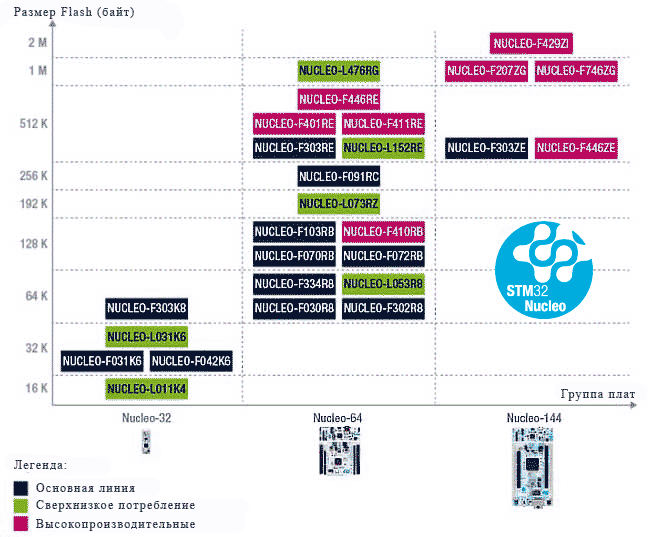 Размер Flash (байт)
2 M
NUCLEO-F429ZI
1 M
NUCLEO-L476RG
NUCLEO-F207ZG
NUCLEO-F746ZG
NUCLEO-F446RE
512 K
NUCLEO-F401RE
NUCLEO-F411RE
NUCLEO-F303RE
NUCLEO-L152RE
NUCLEO-F303ZE
NUCLEO-F446ZE
256 K
NUCLEO-F091RC
192 K
NUCLEO-L073RZ
128 K
NUCLEO-F103RB
NUCLEO-F410RB
NUCLEO-F070RB
NUCLEO-F072RB
64 K
NUCLEO-F334R8
NUCLEO-L053R8
NUCLEO-F303K8
NUCLEO-F030R8
NUCLEO-F302R8
STM32
Nucleo
32 K
NUCLEO-L031K6
NUCLEO-F031K6
NUCLEO-F042K6
16 K
NUCLEO-L011K4
Группа плат
Nucleo-32
Nucleo-64
Nucleo-144
Легенда:
Основная линия
Сверхнизкое потребление
Высокопроизводительные